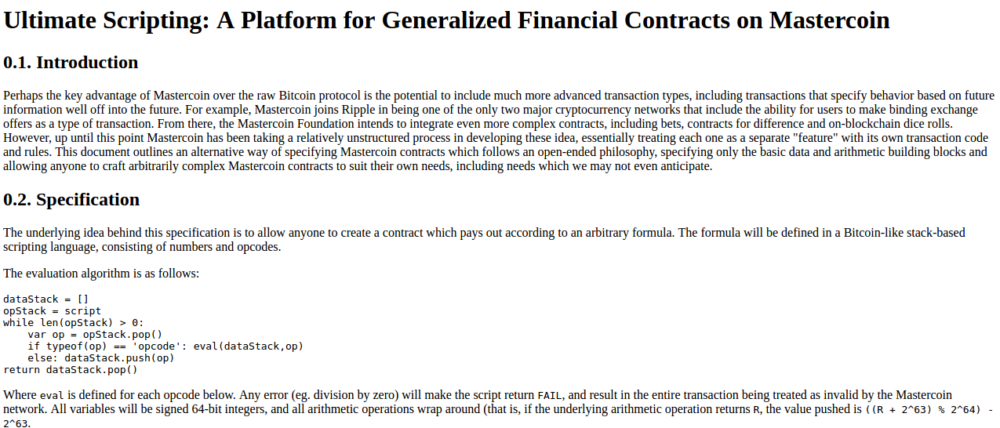 Ultimate Scripting: A Platform for Generalized Financial Contracts on Mastercoin
0.1. Introduction
Perhaps the key advantage of Mastercoin over the raw Bitcoin protocol is the potential to include much more advanced transaction types, including transactions that specify behavior based on future
information well off into the future. For example, Mastercoin joins Ripple in being one of the only two major cryptocurrency networks that include the ability for users to make binding exchange
offers as a type of transaction. From there, the Mastercoin Foundation intends to integrate even more complex contracts, including bets, contracts for difference and on-blockchain dice rolls.
However, up until this point Mastercoin has been taking a relatively unstructured process in developing these idea, essentially treating each one as a separate "feature" with its own transaction code
and rules. This document outlines an alternative way of specifying Mastercoin contracts which follows an open-ended philosophy, specifying only the basic data and arithmetic building blocks and
allowing anyone to craft arbitrarily complex Mastercoin contracts to suit their own needs, including needs which we may not even anticipate.
0.2. Specification
The underlying idea behind this specification is to allow anyone to create a contract which pays out according to an arbitrary formula. The formula will be defined in a Bitcoin-like stack-based
scripting language, consisting of numbers and opcodes.
The evaluation algorithm is as follows:
dataStack = []
opStack = script
while len(opStack) > 0:
    var op = opStack.pop()
    if typeof(op) == 'opcode': eval(dataStack,op)
    else: dataStack.push(op)
return dataStack.pop()
Where eval is defined for each opcode below. Any error (eg. division by zero) will make the script return FAIL, and result in the entire transaction being treated as invalid by the Mastercoin
network. All variables will be signed 64-bit integers, and all arithmetic operations wrap around (that is, if the underlying arithmetic operation returns R, the value pushed is ((R + 2^63) % 2^64) -
2^63.